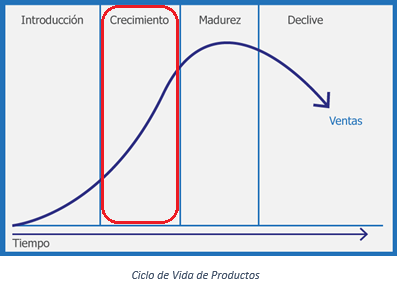 Introducción Crecimiento Madurez Declive
Ventas
Tiempo
Ciclo de Vida de Productos